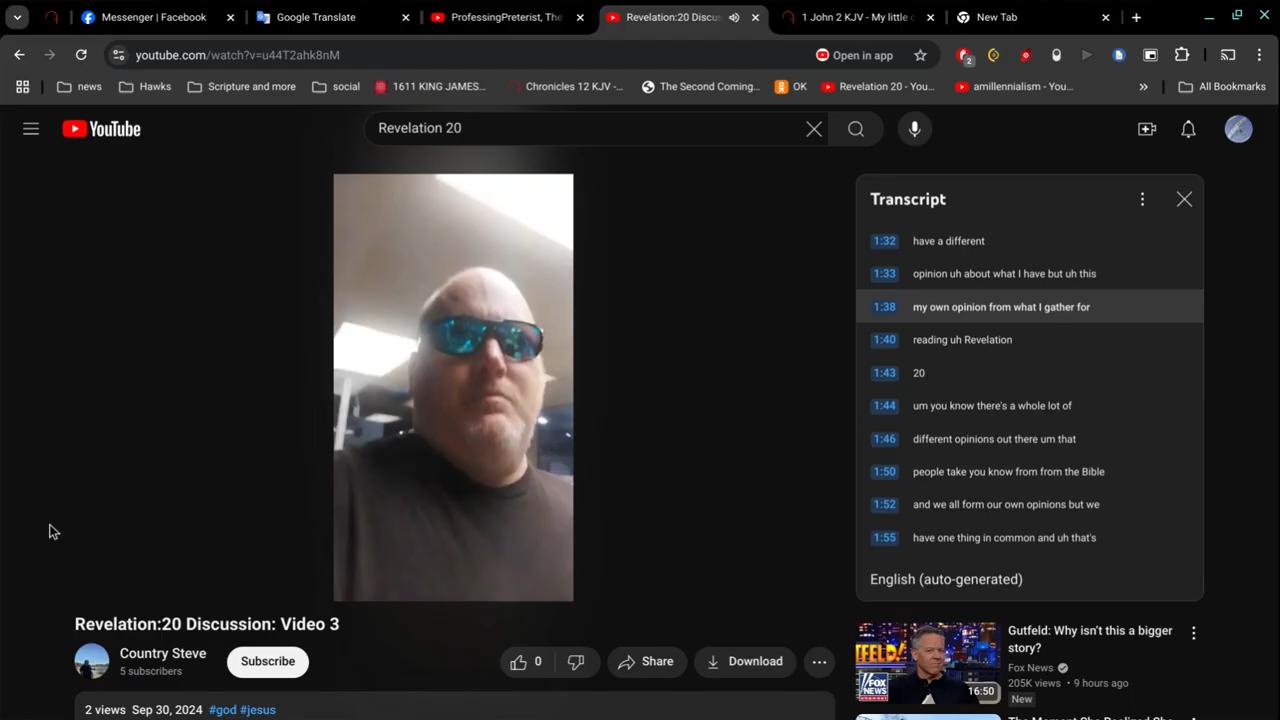 Messenger | Facebook
Google Translate
ProfessingPreterist, The
Revelation:20 Discu
1 John 2 KJV - My little c
New Tab
youtube.com/watch?v=u44T2ahk8nM
Open in app
2
news
Hawks
Scripture and more
social
1611 KING JAMES...
Chronicles 12 KJV -...
The Second Coming...
OK
Revelation 20 - You...
amillennialism - You...
All Bookmarks
YouTube
Revelation 20
Transcript
1:32 have a different
1:33 opinion uh about what I have but uh this
1:38 my own opinion from what I gather for
1:40 reading uh Revelation
1:43 20
1:44 um you know there's a whole lot of
1:46 different opinions out there um that
1:50 people take you know from from the Bible
1:52 and we all form our own opinions but we
1:55 have one thing in common and uh that's
English (auto-generated)
Revelation:20 Discussion: Video 3
Country Steve
5 subscribers
Subscribe
0
Share
Download
2 views Sep 30, 2024 #god #jesus
Gutfeld: Why isn't this a bigger
story?
Fox News
205K views • 9 hours ago
New
16:50